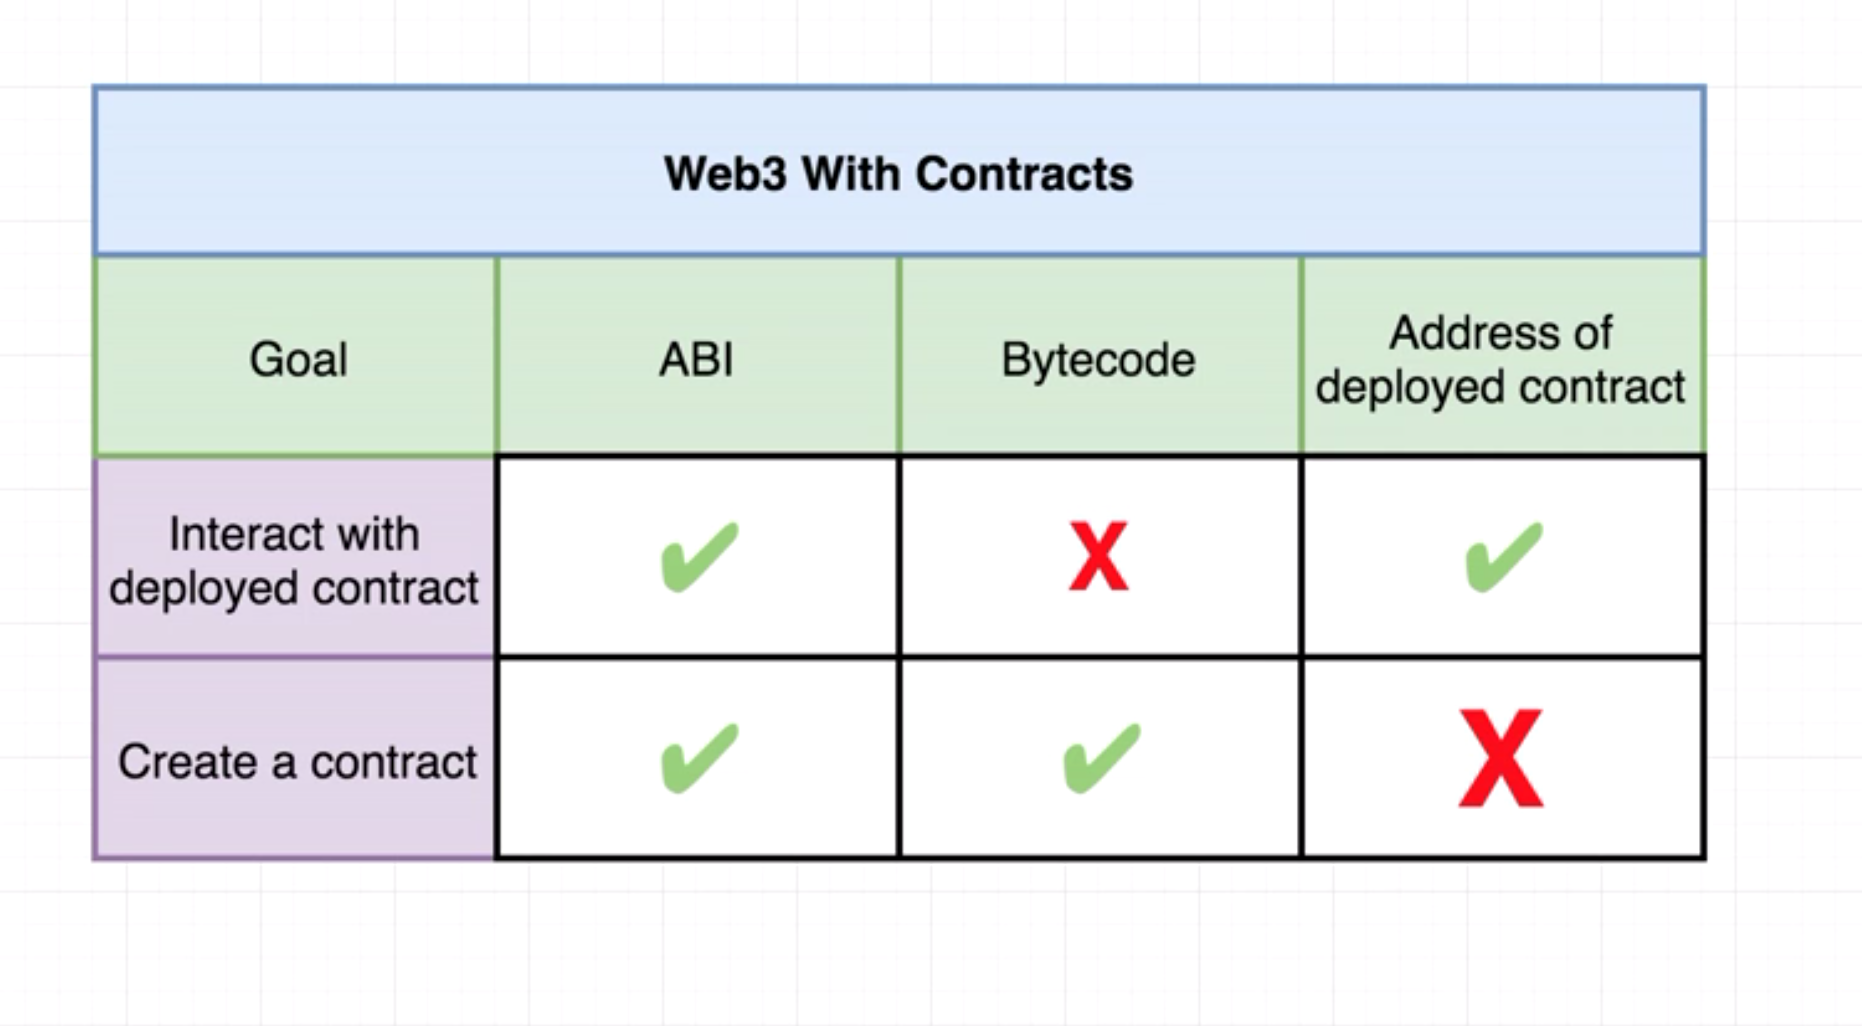 Web3 With Contracts
Goal
ABI
Bytecode
Address of
deployed contract
Interact with
deployed contract
✔
X
✔
Create a contract
✔
✔
X